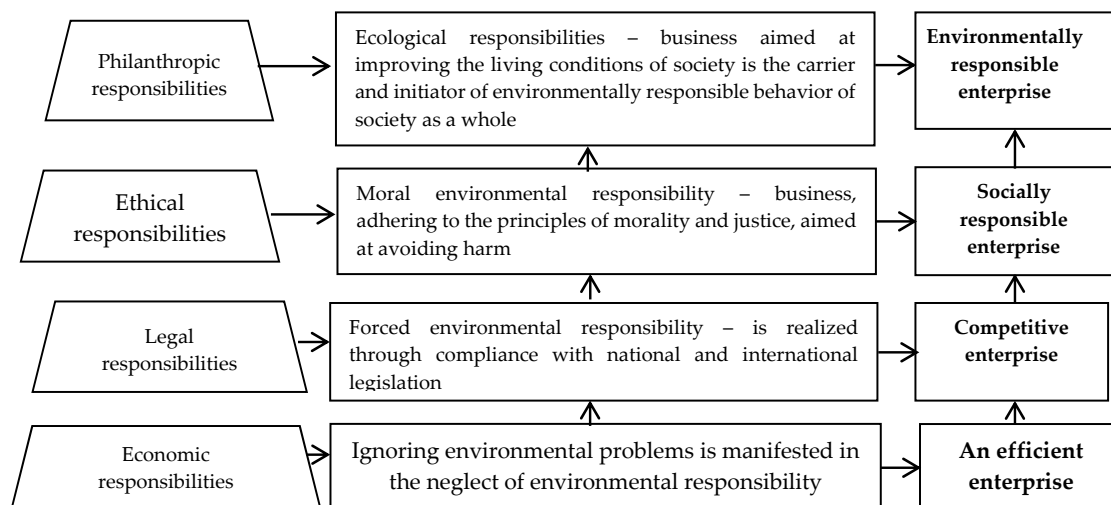 Philanthropic
responsibilities
Ecological responsibilities – business aimed at
improving the living conditions of society is the carrier
and initiator of environmentally responsible behavior of
society as a whole
Environmentally
responsible
enterprise
Ethical
responsibilities
Moral environmental responsibility – business,
adhering to the principles of morality and justice, aimed
at avoiding harm
Socially
responsible
enterprise
Legal
responsibilities
Forced environmental responsibility – is realized
through compliance with national and international
legislation
Competitive
enterprise
Economic
responsibilities
Ignoring environmental problems is manifested in
the neglect of environmental responsibility
An efficient
enterprise